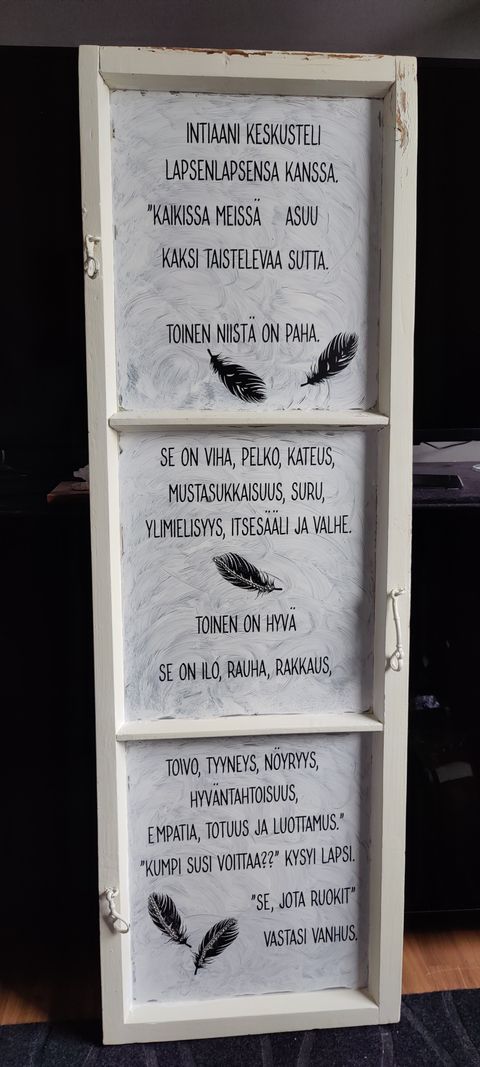 INTIAANI KESKUSTELI
LAPSENLAPSENSA KANSSA.
"KAIKISSA MEISSÄ ASUU
KAKSI TAISTELEVAA SUTTA.
TOINEN NIISTÄ ON PAHA.
SE ON VIHA, PELKO, KATEUS,
MUSTASUKKAISUUS, SURU,
YLIMIELISYYS, ITSESÄÄLI JA VALHE.
TOINEN ON HYVÄ
SE ON ILO, RAUHA, RAKKAUS,
TOIVO, TYYNEYS, NÖYRYYS,
HYVÄNTAHTOISUUS,
EMPATIA, TOTUUS JA LUOTTAMUS."
"KUMPI SUSI VOITTAA??" KYSYI LAPSI.
"SE, JOTA RUOKIT"
VASTASI VANHUS.